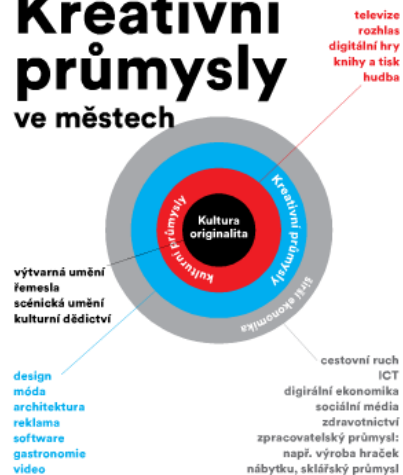 Kreativní
průmysly
ve městech
televize
rozhlas
digitální hry
knihy a tisk
hudba
Kultura
originalita
kulturní průmysly
Kreativní průmysly
širší ekonomika
výtvarná umění
řemesla
scénická umění
kulturní dědictví
design
móda
architektura
reklama
software
gastronomie
video
cestovní ruch
ICT
digirální ekonomika
sociální média
zdravotnictví
zpracovatelský průmysl:
např. výroba hraček
nábytku, sklářský průmysl